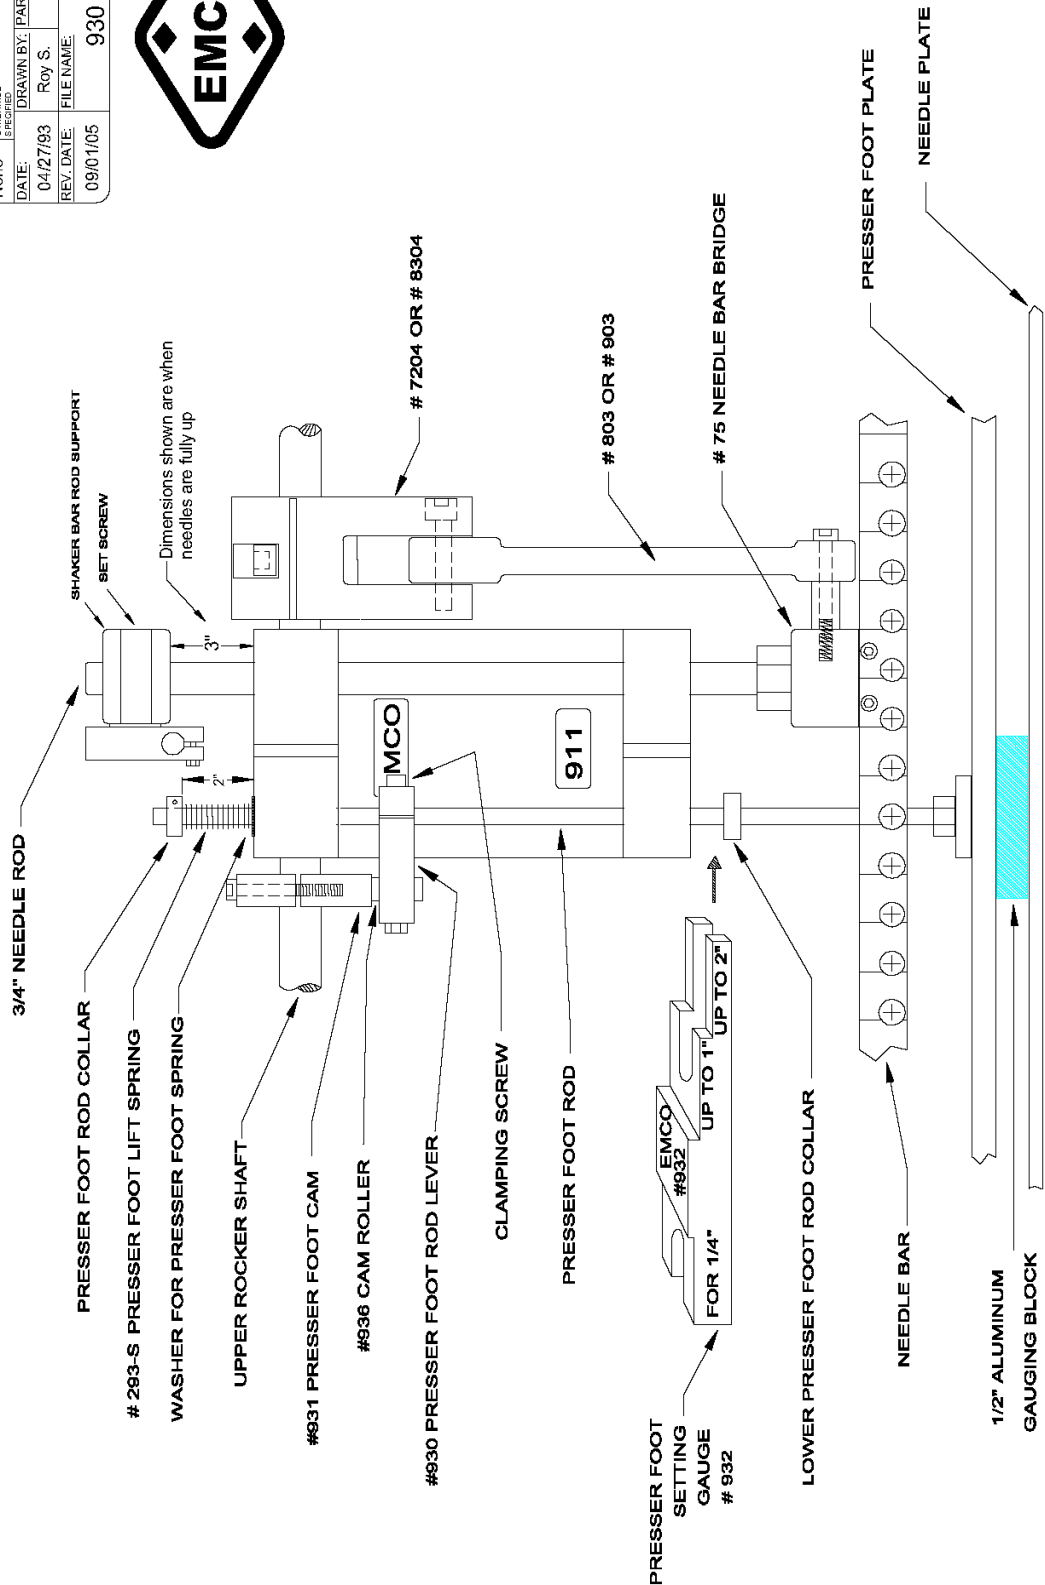 SPECIFIED
DATE:
04/27/93
DRAWN BY:
Roy S.
REV. DATE:
09/01/05
FILE NAME:
930
EMC
3/4" NEEDLE ROD
SHAKER BAR ROD SUPPORT
SET SCREW
Dimensions shown are when
needles are fully up
3"
2"
PRESSER FOOT ROD COLLAR
# 293-S PRESSER FOOT LIFT SPRING
WASHER FOR PRESSER FOOT SPRING
UPPER ROCKER SHAFT
#931 PRESSER FOOT CAM
#936 CAM ROLLER
#930 PRESSER FOOT ROD LEVER
CLAMPING SCREW
PRESSER FOOT ROD
MCO
911
# 7204 OR # 8304
# 803 OR # 903
# 75 NEEDLE BAR BRIDGE
PRESSER FOOT PLATE
NEEDLE PLATE
PRESSER FOOT
SETTING
GAUGE
# 932
FOR 1/4"
EMCO
#932
UP TO 1"
UP TO 2"
LOWER PRESSER FOOT ROD COLLAR
NEEDLE BAR
1/2" ALUMINUM
GAUGING BLOCK